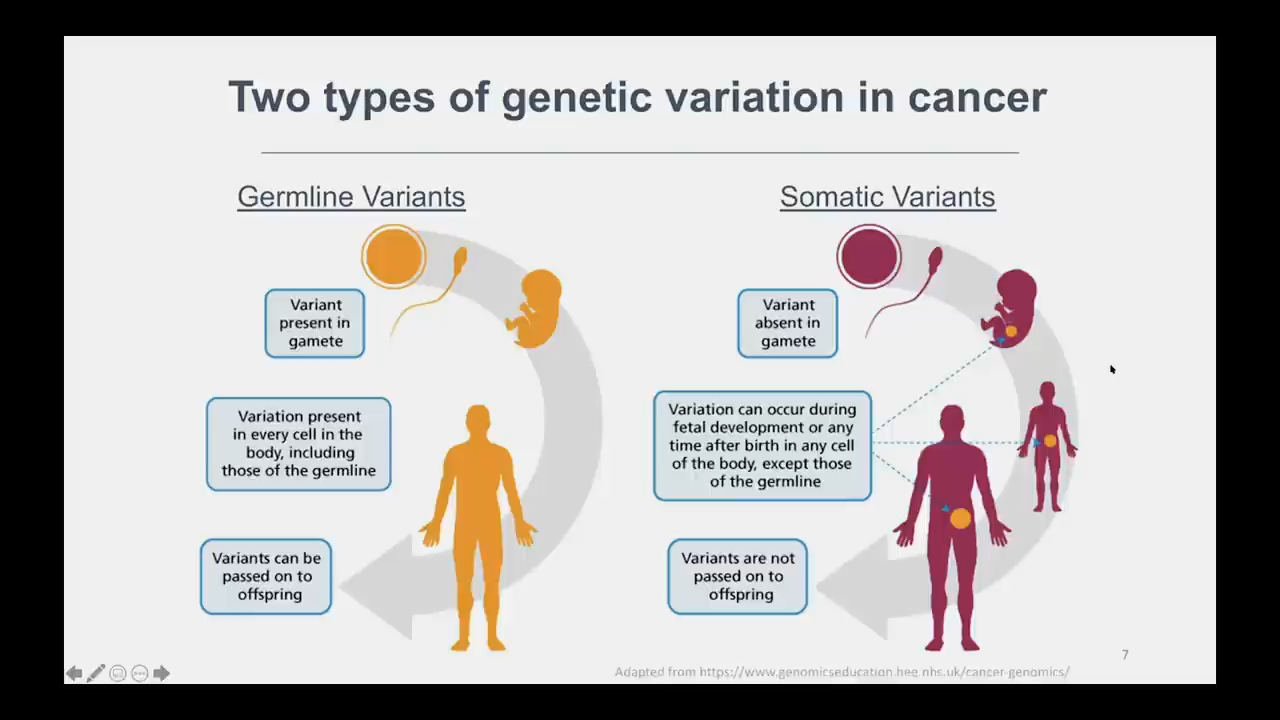 Two types of genetic variation in cancer
Germline Variants
Variant
present in
gamete
Variation present
in every cell in the
body, including
those of the germline
Variants can be
passed on to
offspring
Somatic Variants
Variant
absent in
gamete
Variation can occur during
fetal development or any
time after birth in any cell
of the body, except those
of the germline
Variants are not
passed on to
offspring
7
Adapted from https://www.genomicseducation.hee.nhs.uk/cancer-genomics/